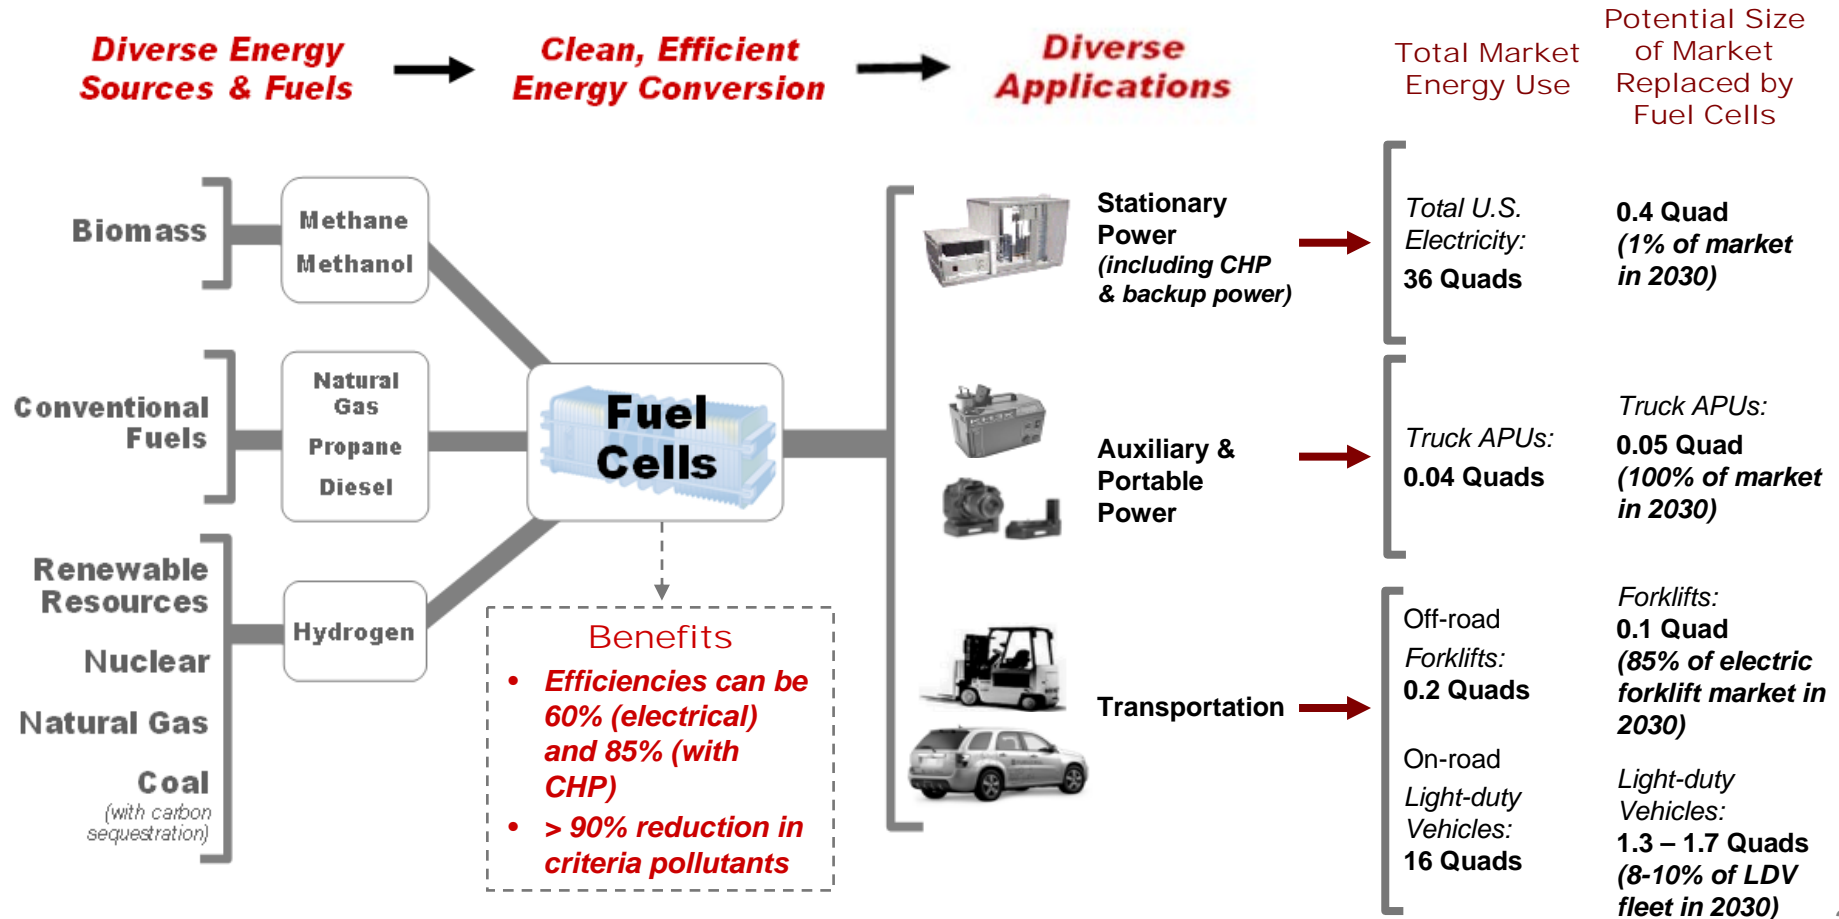 Diverse Energy
Sources & Fuels
Clean, Efficient
Energy Conversion
Diverse
Applications
Total Market
Energy Use
Potential Size
of Market
Replaced by
Fuel Cells
Biomass
Methane
Methanol
Conventional
Fuels
Natural
Gas
Propane
Diesel
Renewable
Resources
Nuclear
Natural Gas
Coal
(with carbon
sequestration)
Hydrogen
Fuel
Cells
Benefits
• Efficiencies can be
60% (electrical)
and 85% (with
CHP)
• > 90% reduction in
criteria pollutants
Stationary
Power
(including CHP
& backup power)
Total U.S.
Electricity:
36 Quads
0.4 Quad
(1% of market
in 2030)
Auxiliary &
Portable
Power
Truck APUs:
0.04 Quads
Truck APUs:
0.05 Quad
(100% of market
in 2030)
Transportation
Off-road
Forklifts:
0.2 Quads
Forklifts:
0.1 Quad
(85% of electric
forklift market in
2030)
On-road
Light-duty
Vehicles:
16 Quads
Light-duty
Vehicles:
1.3 – 1.7 Quads
(8-10% of LDV
fleet in 2030)